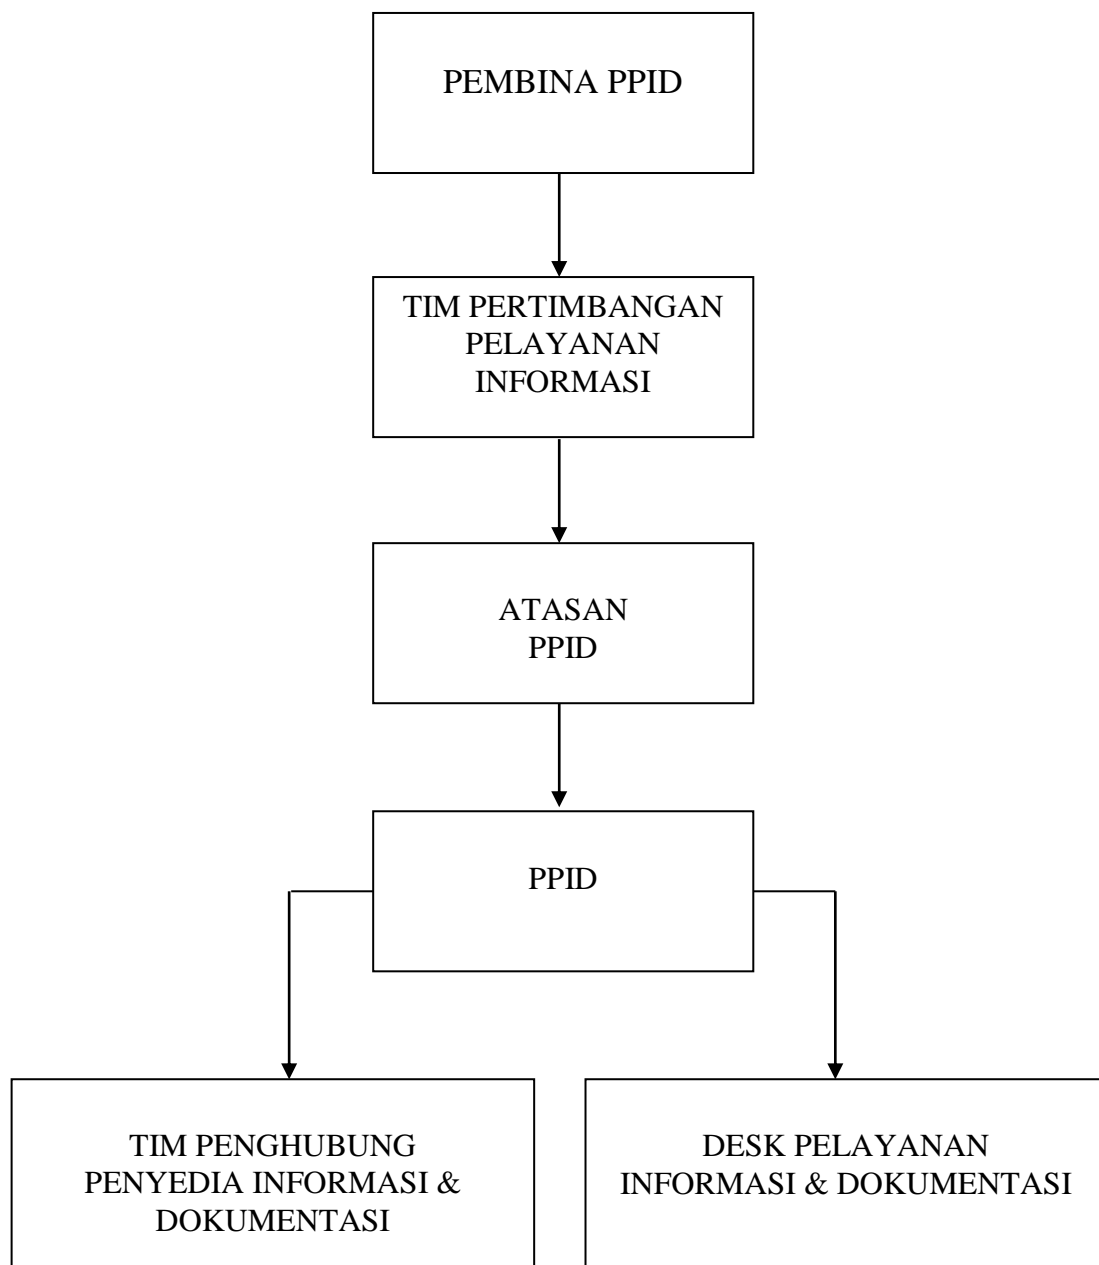 PEMBINA PPID
TIM PERTIMBANGAN
PELAYANAN
INFORMASI
ATASAN
PPID
PPID
TIM PENGHUBUNG
PENYEDIA INFORMASI &
DOKUMENTASI
DESK PELAYANAN
INFORMASI & DOKUMENTASI